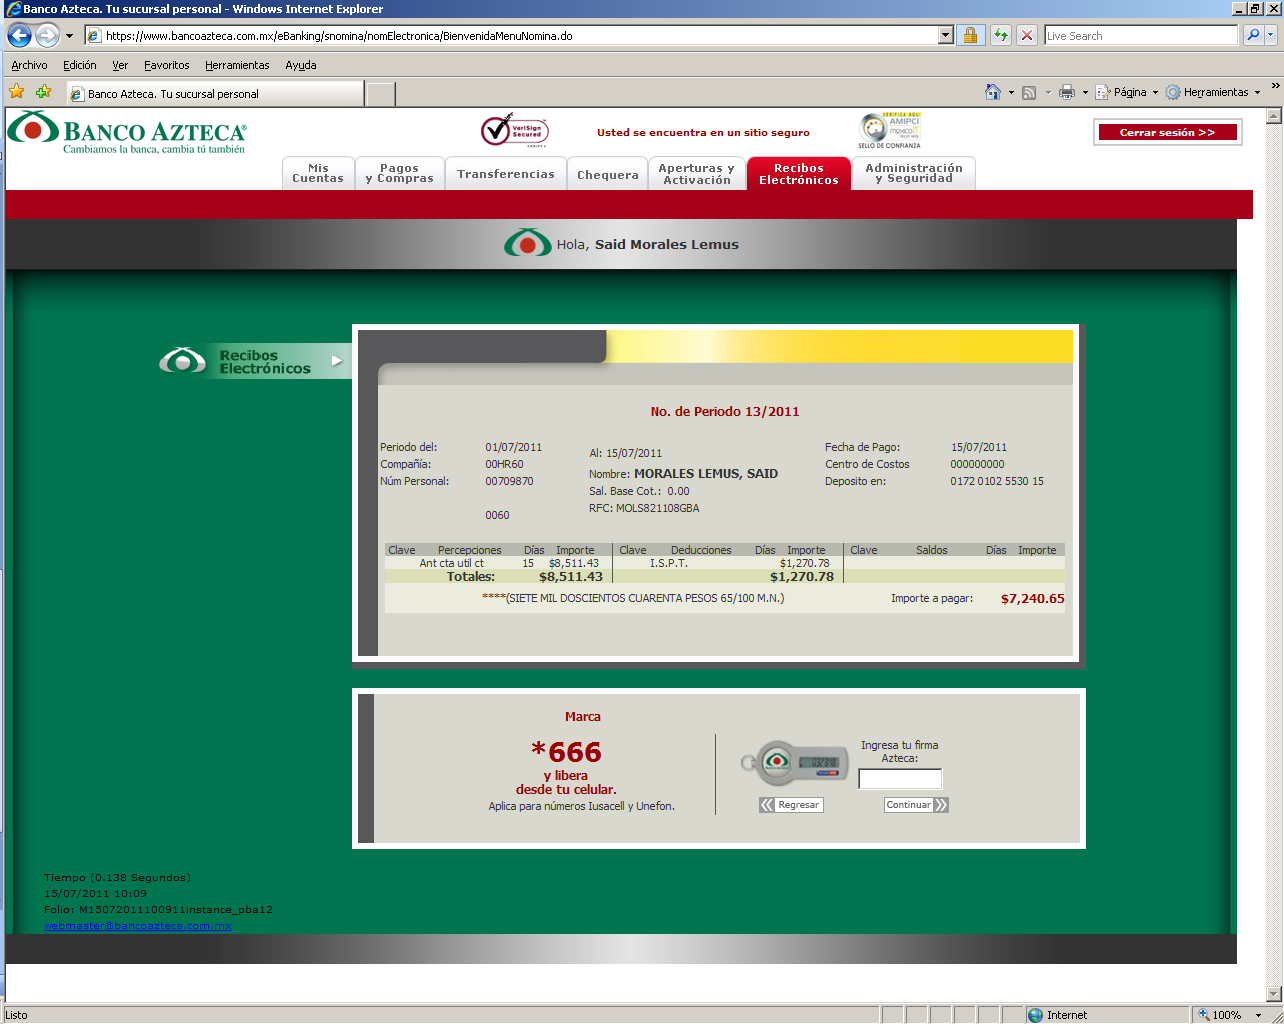 Banco Azteca. Tu sucursal personal - Windows Internet Explorer
https://www.bancoazteca.com.mx/eBanking/snomina/nomElectronica/BienvenidaMenuNomina.do
Live Search
Archivo Edición Ver Favoritos Herramientas Ayuda
Banco Azteca. Tu sucursal personal
Página Herramientas
BANCO AZTECA®
Cambiamos la banca, cambia tú también
VeriSign Secured
VERIFY
Usted se encuentra en un sitio seguro
VERIFICA AQUI
AMIPCI
SELLO DE CONFIANZA
Cerrar sesión >>
Mis Cuentas
Pagos y Compras
Transferencias
Chequera
Aperturas y Activación
Recibos Electrónicos
Administración y Seguridad
Hola, Said Morales Lemus
Recibos
Electrónicos
No. de Periodo 13/2011
Periodo del: 01/07/2011 Al: 15/07/2011 Fecha de Pago: 15/07/2011
Compañía: 00HR60 Nombre: MORALES LEMUS, SAID Centro de Costos 000000000
Núm Personal: 00709870 Sal. Base Cot.: 0.00 Deposito en: 0172 0102 5530 15
0060 RFC: MOLS821108GBA
Clave Percepciones Días Importe Clave Deducciones Días Importe Clave Saldos Días Importe
Ant cta util ct 15 $8,511.43 I.S.P.T. $1,270.78
Totales: $8,511.43 $1,270.78
****(SIETE MIL DOSCIENTOS CUARENTA PESOS 65/100 M.N.) Importe a pagar: $7,240.65
Marca
*666
y libera
desde tu celular.
Aplica para números Iusacell y Unefon.
Ingresa tu firma
Azteca:
Regresar Continuar
Tiempo (0.138 Segundos)
15/07/2011 10:09
Folio: M15072011100911instance_pba12
webmaster@bancoazteca.com.mx
Listo Internet 100%